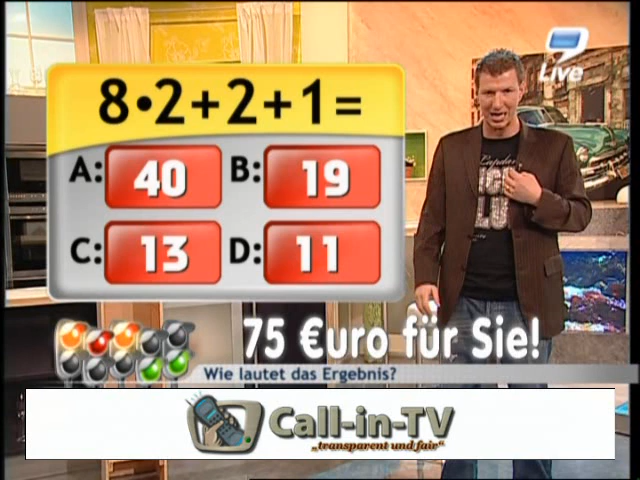 Live
8•2+2+1=
A: 40 B: 19
C: 13 D: 11
75 €uro für Sie!
Wie lautet das Ergebnis?
Call-in-TV
„transparent und fair“